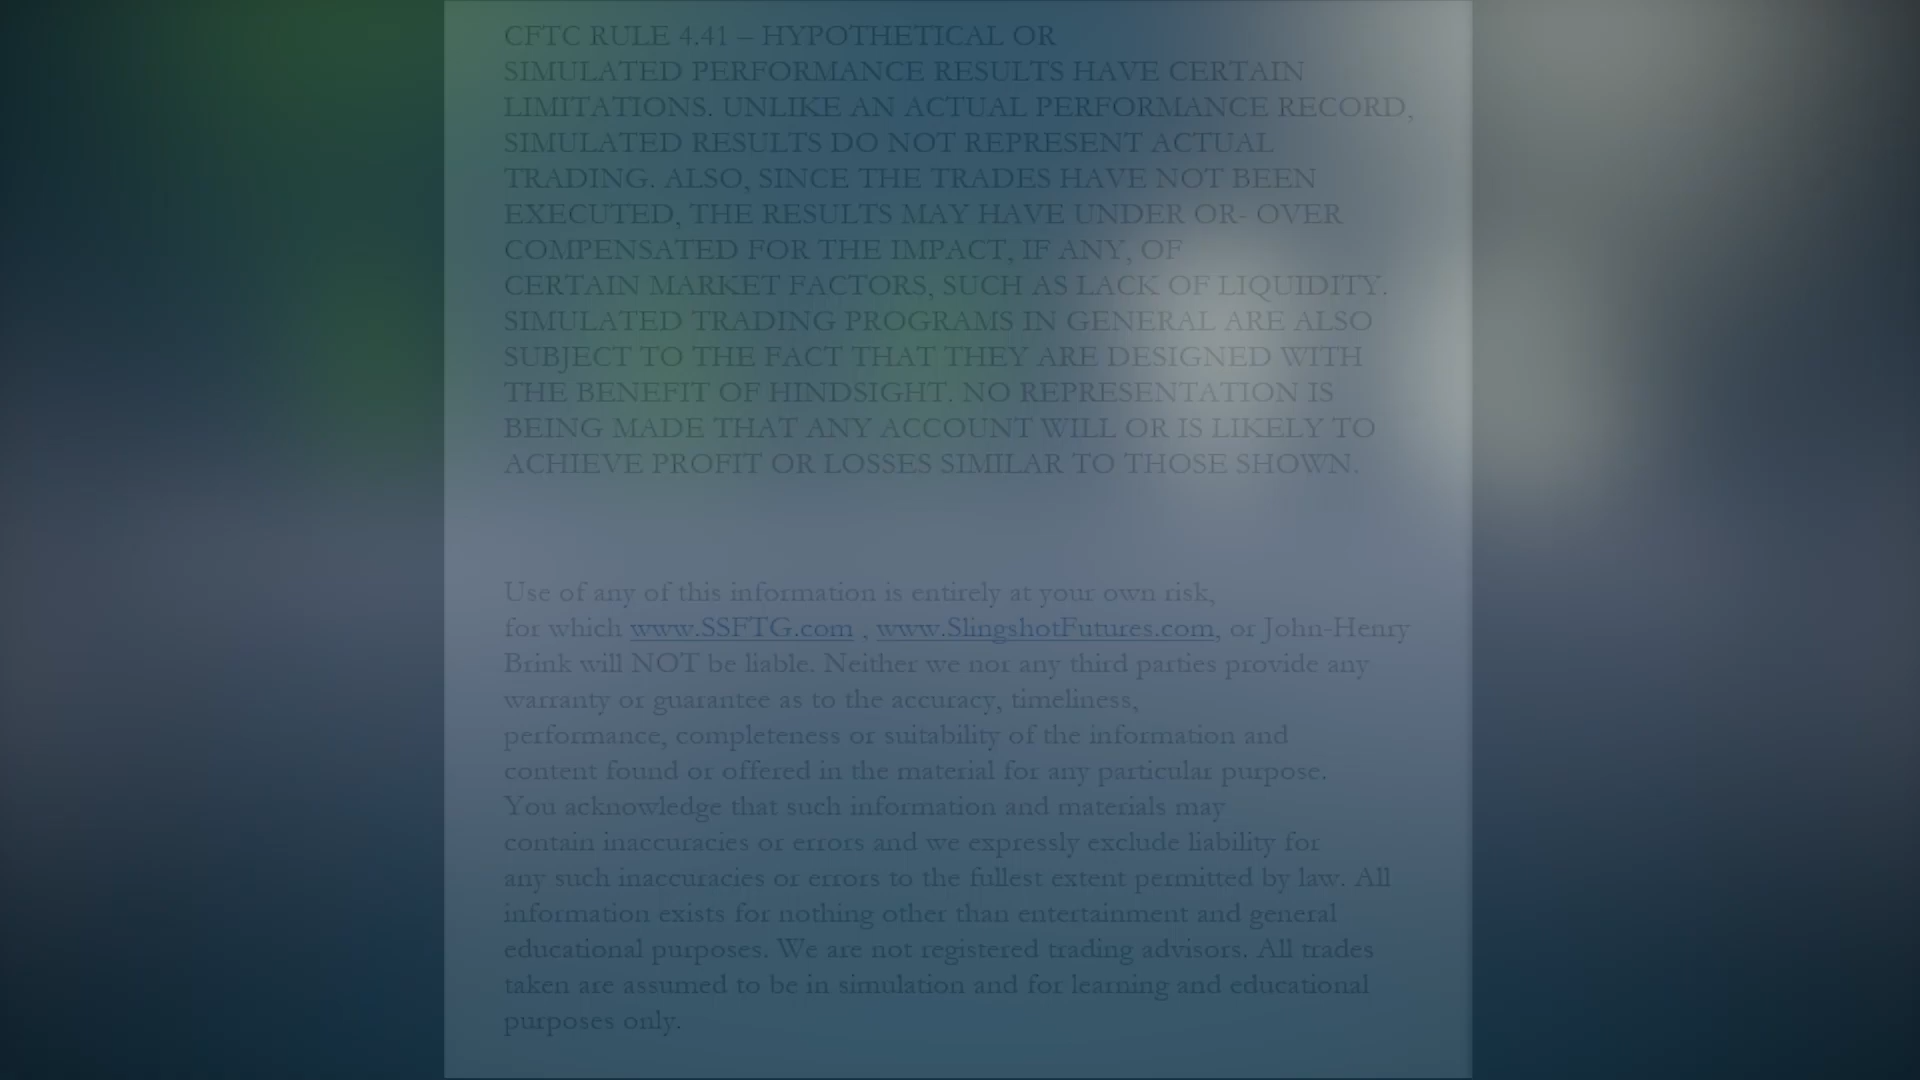 CFTC RULE 4.41 – HYPOTHETICAL OR
SIMULATED PERFORMANCE RESULTS HAVE CERTAIN
LIMITATIONS. UNLIKE AN ACTUAL PERFORMANCE RECORD,
SIMULATED RESULTS DO NOT REPRESENT ACTUAL
TRADING. ALSO, SINCE THE TRADES HAVE NOT BEEN
EXECUTED, THE RESULTS MAY HAVE UNDER OR- OVER
COMPENSATED FOR THE IMPACT, IF ANY, OF
CERTAIN MARKET FACTORS, SUCH AS LACK OF LIQUIDITY.
SIMULATED TRADING PROGRAMS IN GENERAL ARE ALSO
SUBJECT TO THE FACT THAT THEY ARE DESIGNED WITH
THE BENEFIT OF HINDSIGHT. NO REPRESENTATION IS
BEING MADE THAT ANY ACCOUNT WILL OR IS LIKELY TO
ACHIEVE PROFIT OR LOSSES SIMILAR TO THOSE SHOWN.
Use of any of this information is entirely at your own risk,
for which www.SSFTG.com , www.SlingshotFutures.com, or John-Henry
Brink will NOT be liable. Neither we nor any third parties provide any
warranty or guarantee as to the accuracy, timeliness,
performance, completeness or suitability of the information and
content found or offered in the material for any particular purpose.
You acknowledge that such information and materials may
contain inaccuracies or errors and we expressly exclude liability for
any such inaccuracies or errors to the fullest extent permitted by law. All
information exists for nothing other than entertainment and general
educational purposes. We are not registered trading advisors. All trades
taken are assumed to be in simulation and for learning and educational
purposes only.